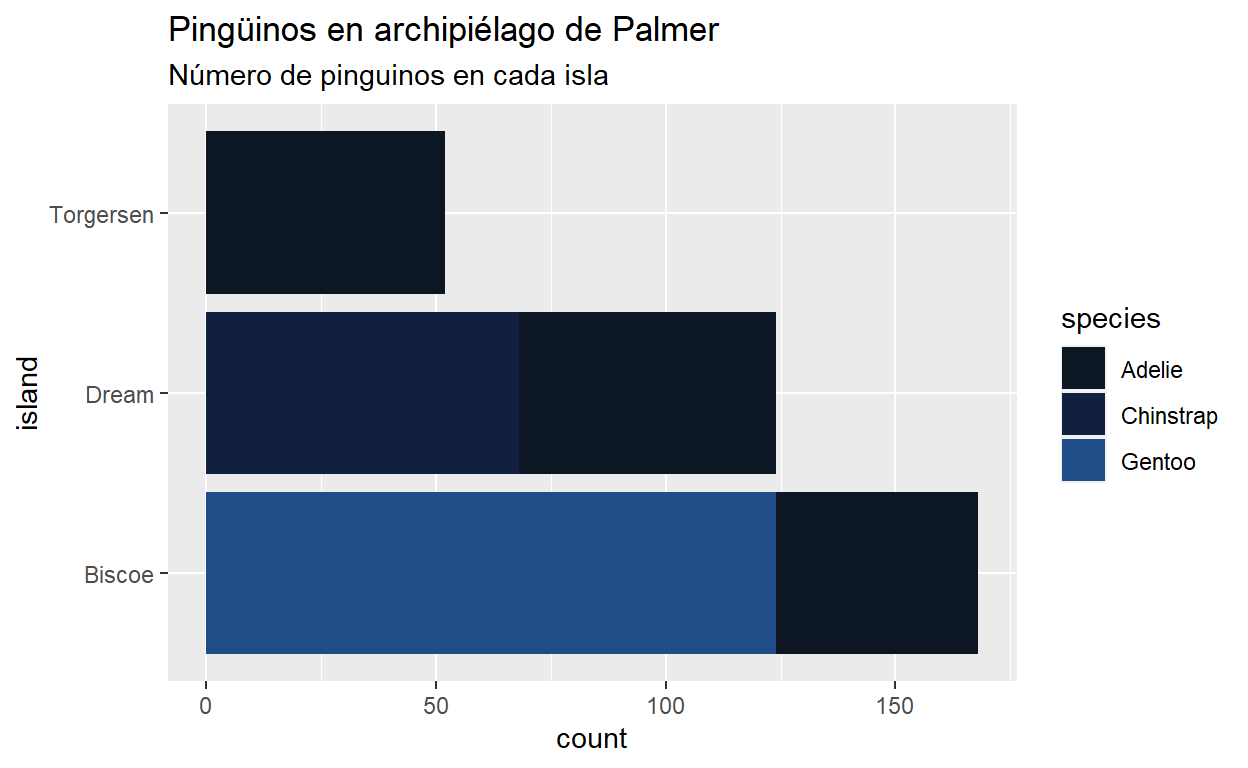 Pingüinos en archipiélago de Palmer
Número de pinguinos en cada isla
Torgersen
Dream
Biscoe
island
0 50 100 150
count
species
Adelie
Chinstrap
Gentoo